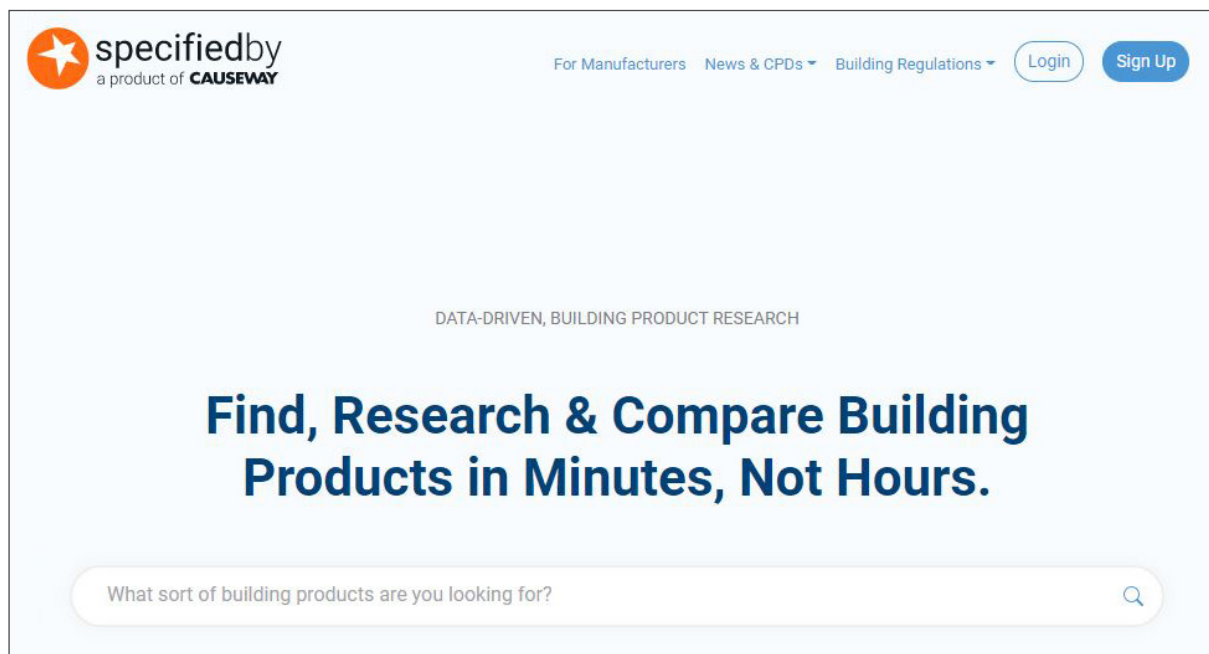 specifiedby
a product of CAUSEWAY
For Manufacturers News & CPDs Building Regulations Login Sign Up
DATA-DRIVEN, BUILDING PRODUCT RESEARCH
Find, Research & Compare Building
Products in Minutes, Not Hours.
What sort of building products are you looking for?